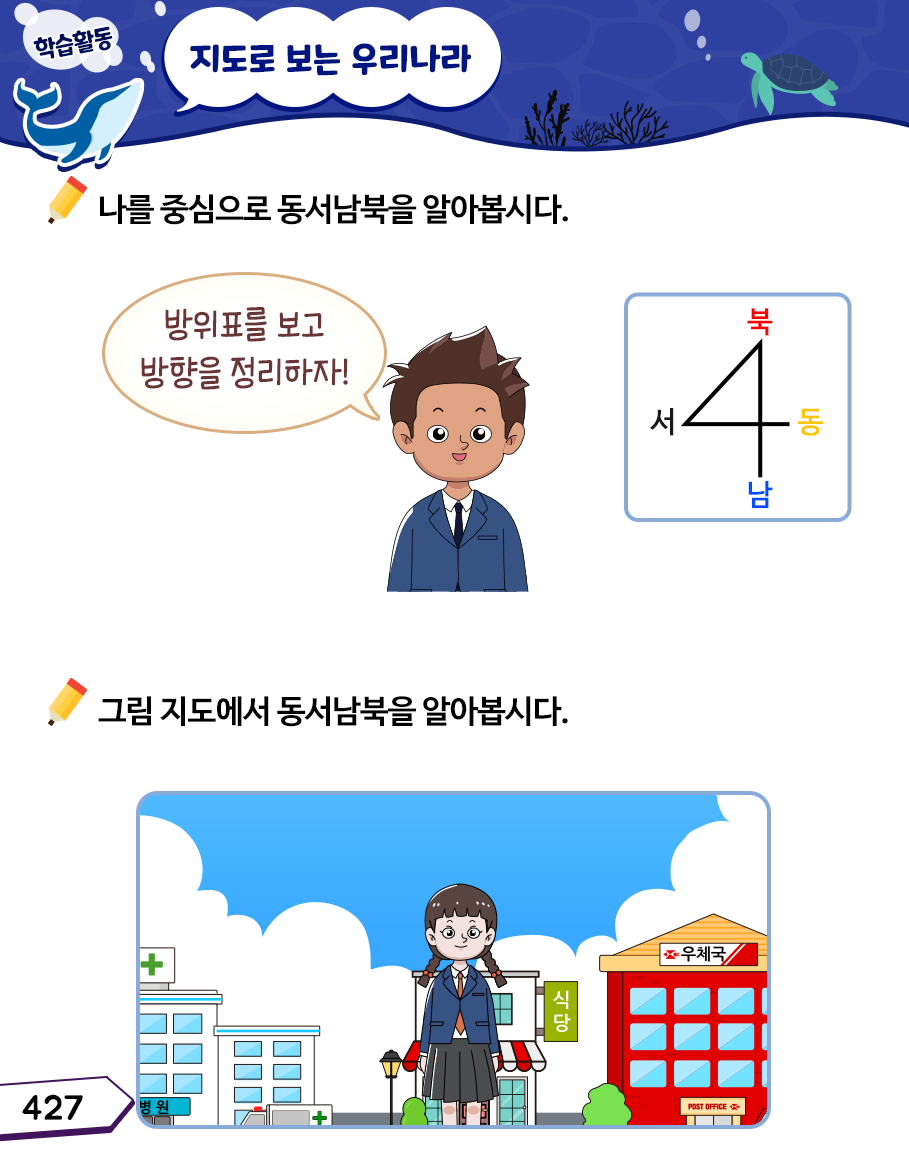 학습활동
지도로 보는 우리나라
나를 중심으로 동서남북을 알아봅시다.
방위표를 보고
방향을 정리하자!
북
서
동
남
그림 지도에서 동서남북을 알아봅시다.
우체국
식
당
병원
POST OFFICE
427